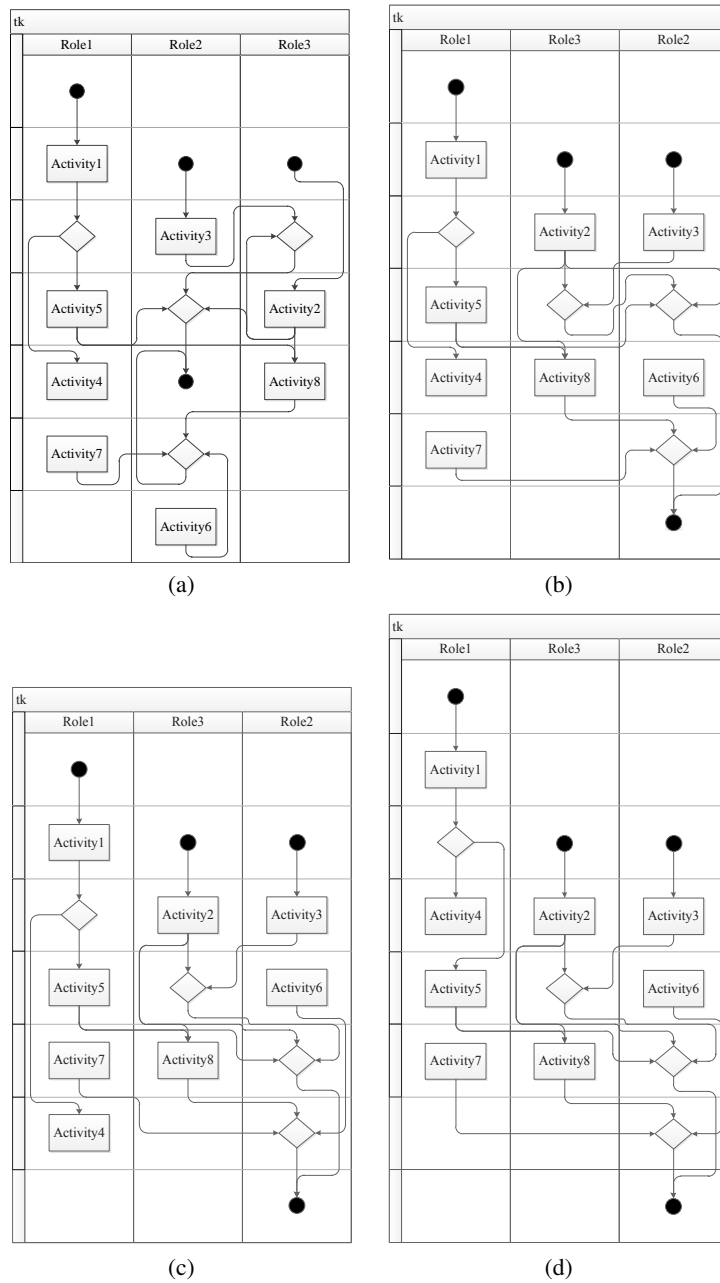 tk
Role1 Role2 Role3
Activity1
Activity3
Activity5 Activity2
Activity4 Activity8
Activity7
Activity6
(a)
tk
Role1 Role3 Role2
Activity1
Activity2 Activity3
Activity5
Activity4 Activity8 Activity6
Activity7
(b)
tk
Role1 Role3 Role2
Activity1
Activity2 Activity3
Activity5 Activity6
Activity7 Activity8
Activity4
(c)
tk
Role1 Role3 Role2
Activity1
Activity4 Activity2 Activity3
Activity5 Activity6
Activity7 Activity8
(d)